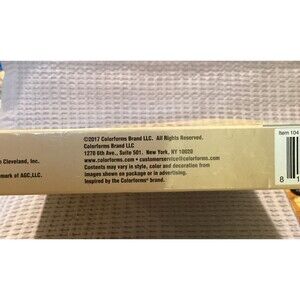 ©2017 Colorforms Brand LLC. All Rights Reserved.
Colorforms Brand LLC
1270 6th Ave., Suite 501. New York, NY 10020
www.colorforms.com • customerservice@colorforms.com
Contents may vary in style, color and decoration from
images shown on package or in advertising.
Inspired by the Colorforms® brand.
Cleveland, Inc.
mark of AGC,LLC.
Item 104
8